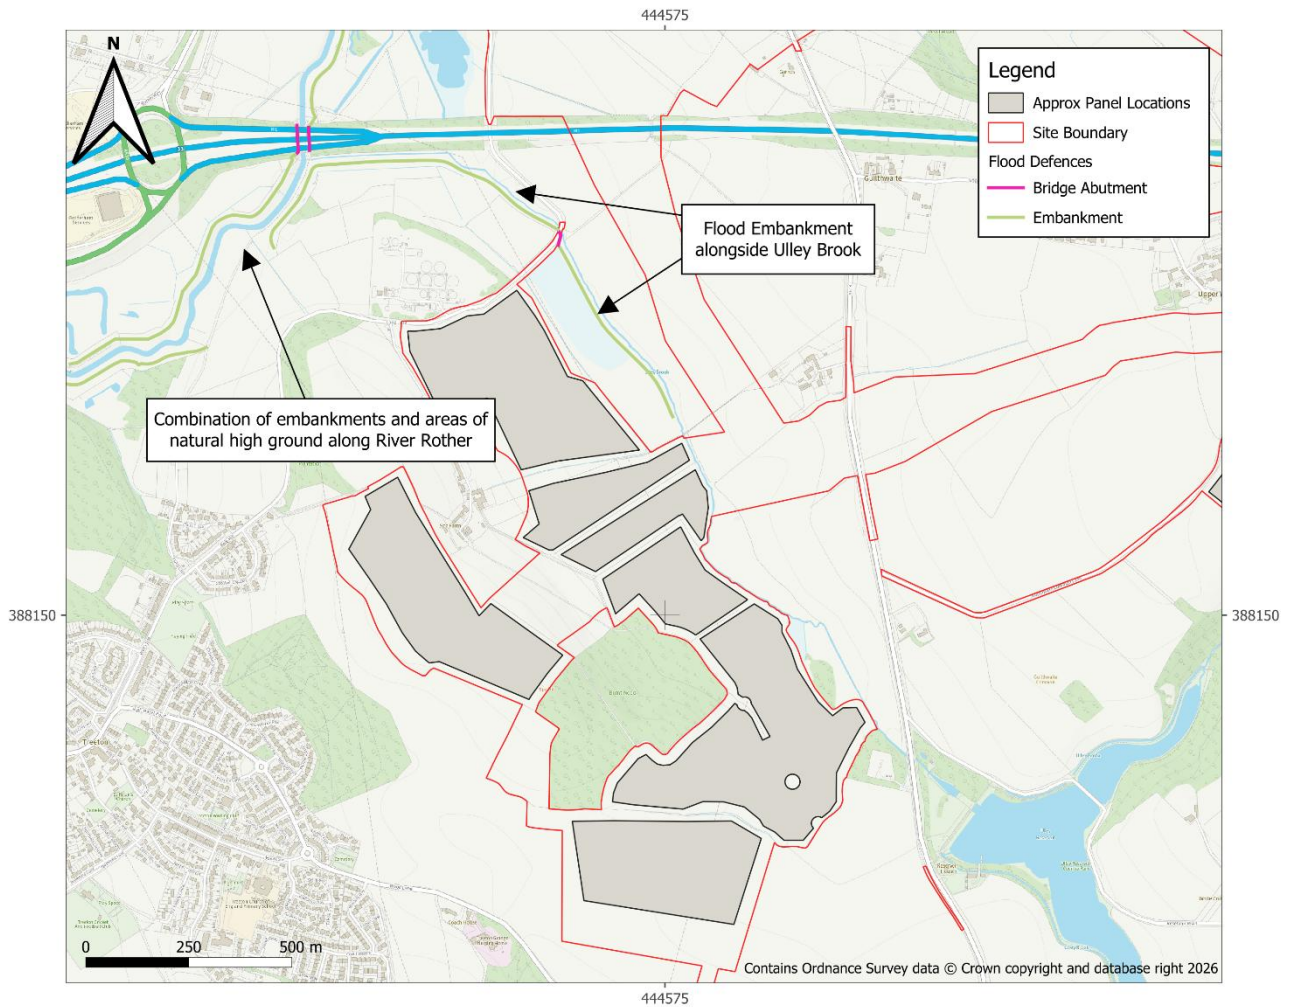 444575
N
Legend
Approx Panel Locations
Site Boundary
Flood Defences
Bridge Abutment
Embankment
Guilthwaite
Flood Embankment
alongside Ulley Brook
Combination of embankments and areas of
natural high ground along River Rother
388150
388150
Treeton
0 250 500 m
Contains Ordnance Survey data © Crown copyright and database right 2026
444575